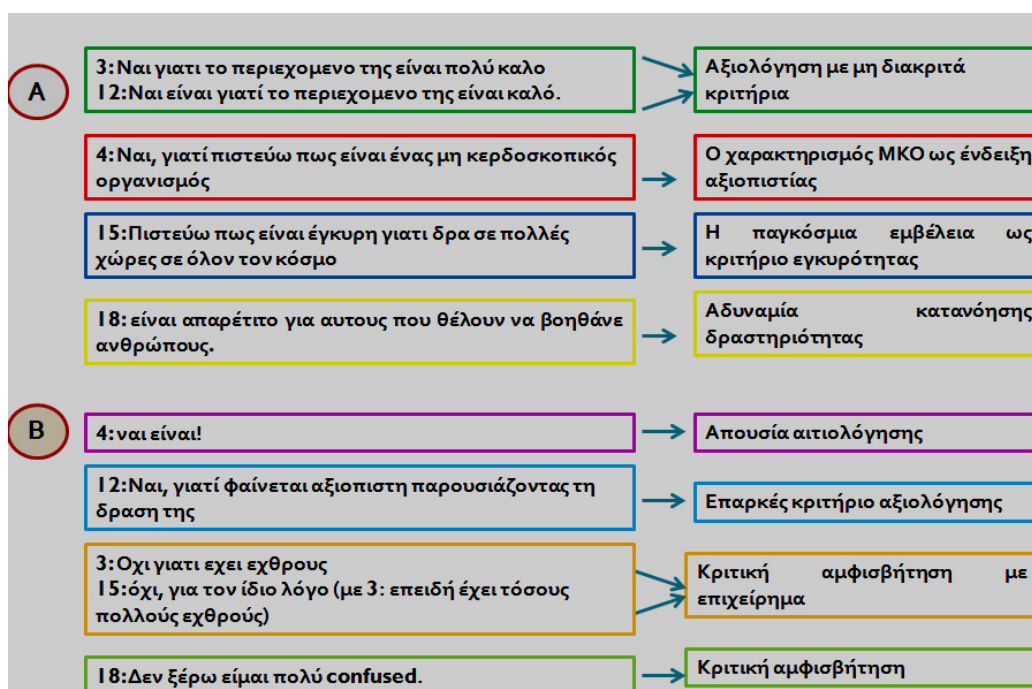 A
3: Ναι γιατι το περιεχομενο της είναι πολύ καλο
12: Ναι είναι γιατί το περιεχομενο της είναι καλό.
Αξιολόγηση με μη διακριτά
κριτήρια
4: Ναι, γιατί πιστεύω πως είναι ένας μη κερδοσκοπικός
οργανισμός
Ο χαρακτηρισμός ΜΚΟ ως ένδειξη
αξιοπιστίας
15: Πιστεύω πως είναι έγκυρη γιατι δρα σε πολλές
χώρες σε όλον τον κόσμο
Η παγκόσμια εμβέλεια ως
κριτήριο εγκυρότητας
18: είναι απαρέτιτο για αυτους που θέλουν να βοηθάνε
ανθρώπους.
Αδυναμία κατανόησης
δραστηριότητας
B
4: ναι είναι!
Απουσία αιτιολόγησης
12: Ναι, γιατί φαίνεται αξιοπιστη παρουσιάζοντας τη
δραση της
Επαρκές κριτήριο αξιολόγησης
3: Οχι γιατι εχει εχθρους
15: όχι, για τον ίδιο λόγο (με 3: επειδή έχει τόσους
πολλούς εχθρούς)
Κριτική αμφισβήτηση με
επιχείρημα
18: Δεν ξέρω είμαι πολύ confused.
Κριτική αμφισβήτηση